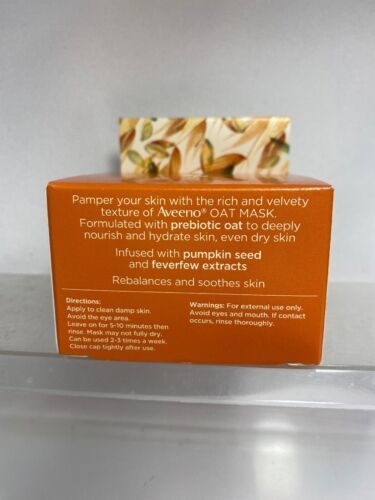 Pamper your skin with the rich and velvety
texture of Aveeno® OAT MASK.
Formulated with prebiotic oat to deeply
nourish and hydrate skin, even dry skin
Infused with pumpkin seed
and feverfew extracts
Rebalances and soothes skin
Directions:
Apply to clean damp skin.
Avoid the eye area.
Leave on for 5-10 minutes then
rinse. Mask may not fully dry.
Can be used 2-3 times a week.
Close cap tightly after use.
Warnings: For external use only.
Avoid eyes and mouth. If contact
occurs, rinse thoroughly.